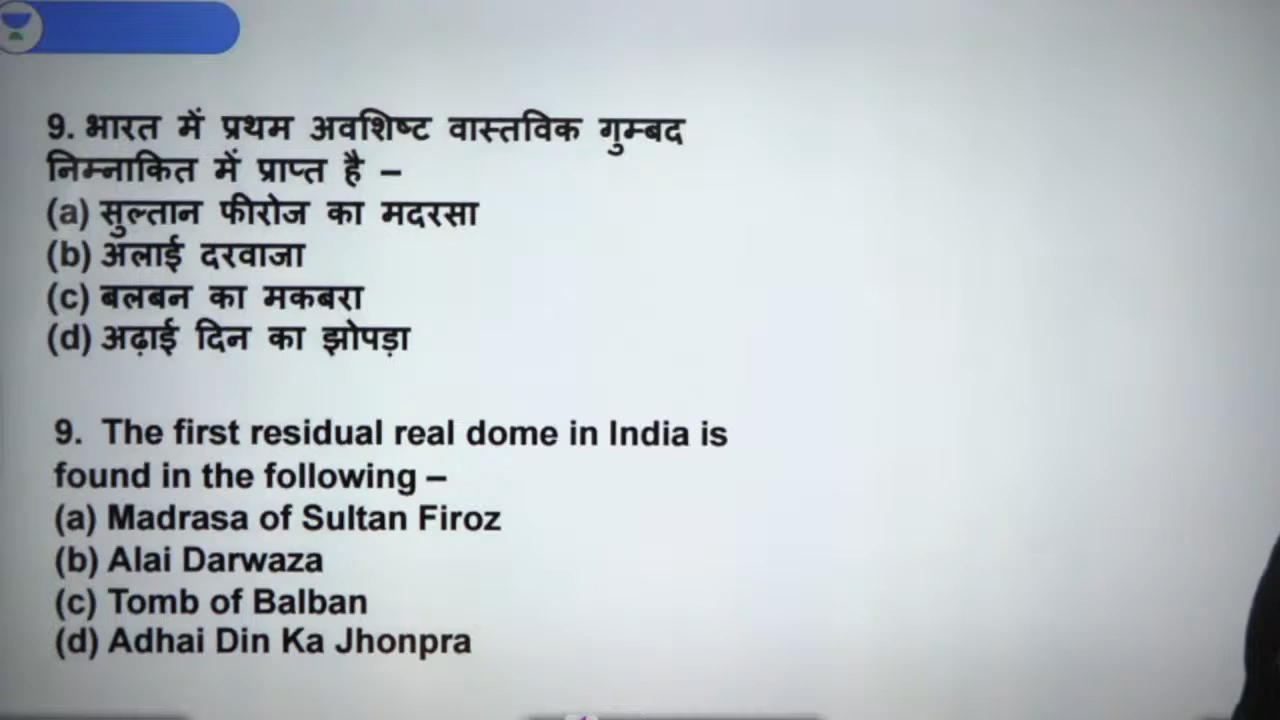 9. भारत में प्रथम अवशिष्ट वास्तविक गुम्बद
निम्नाकित में प्राप्त है –
(a) सुल्तान फीरोज का मदरसा
(b) अलाई दरवाजा
(c) बलबन का मकबरा
(d) अढ़ाई दिन का झोपड़ा
9. The first residual real dome in India is
found in the following –
(a) Madrasa of Sultan Firoz
(b) Alai Darwaza
(c) Tomb of Balban
(d) Adhai Din Ka Jhonpra